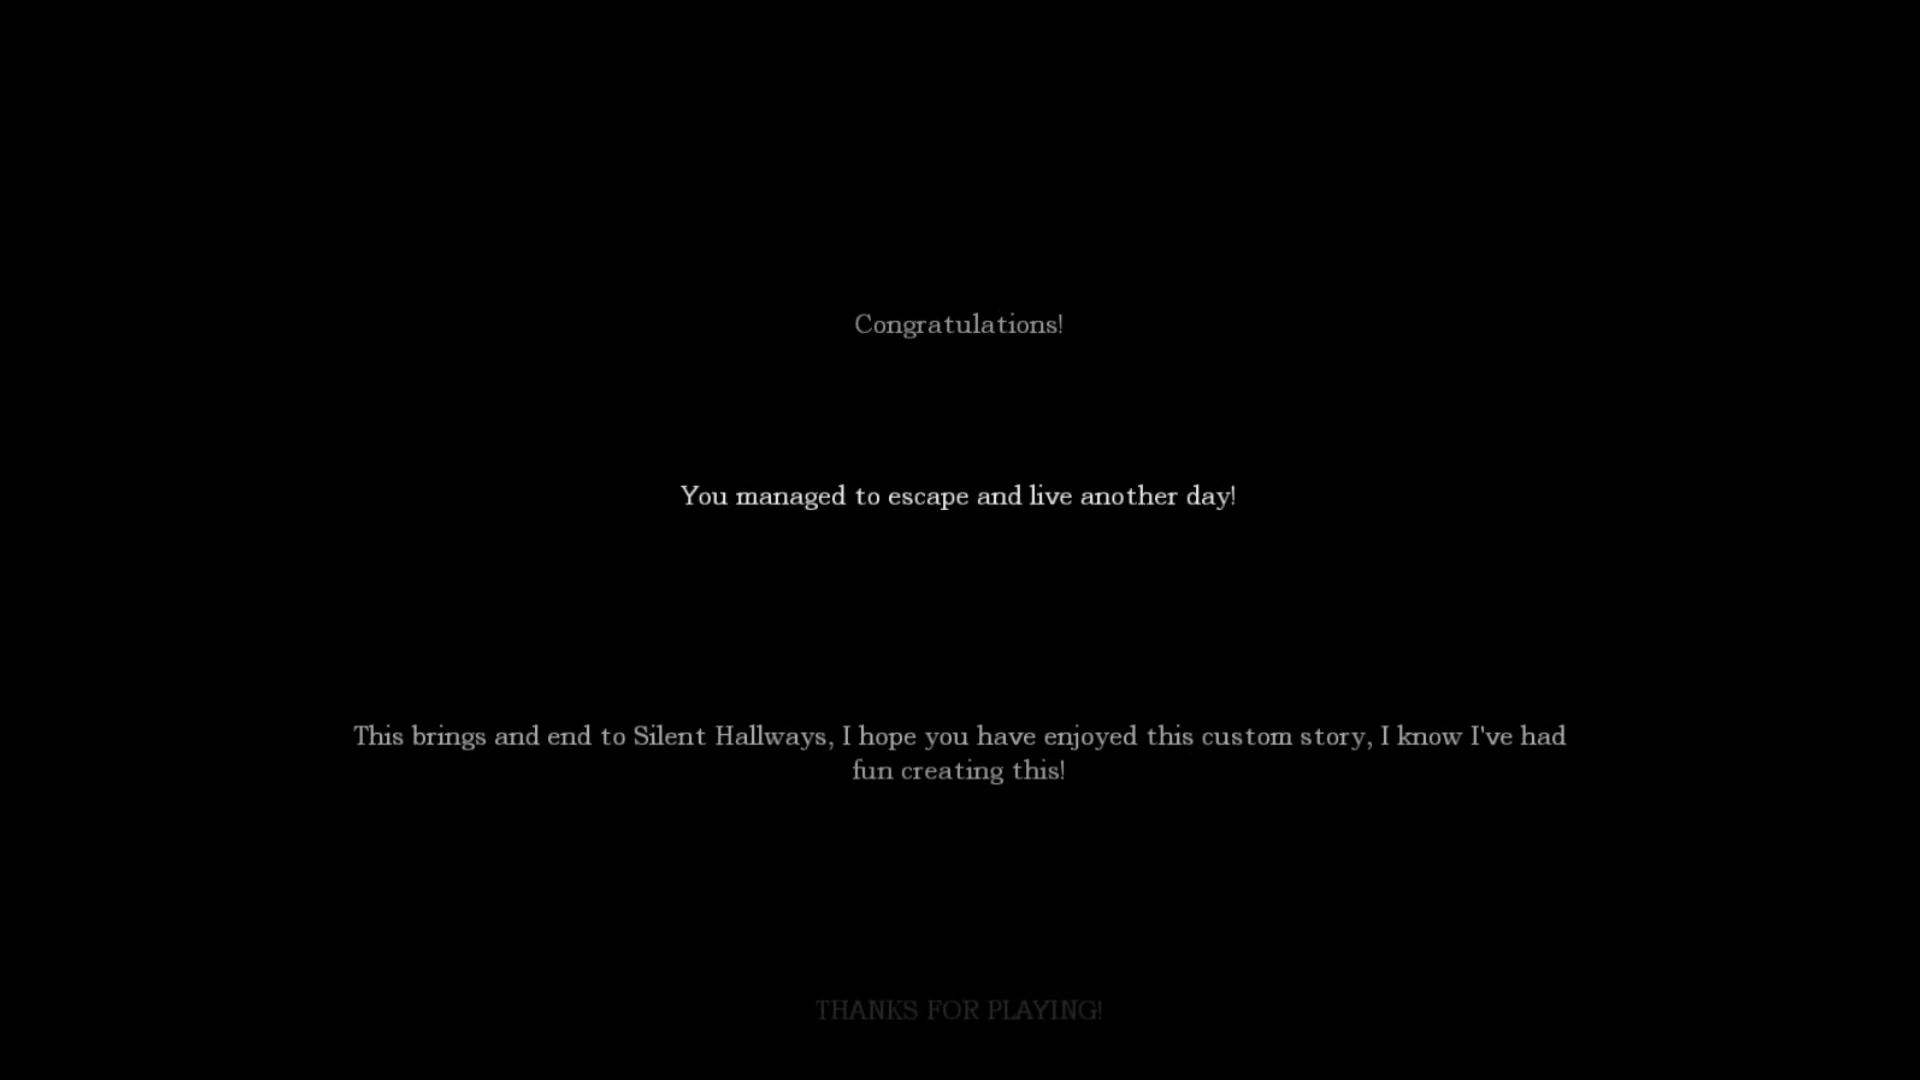 Congratulations!
You managed to escape and live another day!
This brings and end to Silent Hallways, I hope you have enjoyed this custom story, I know I've had
fun creating this!
THANKS FOR PLAYING!